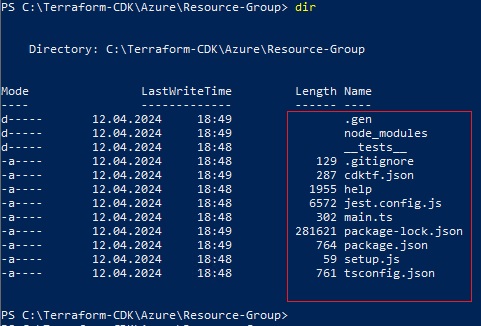 PS C:\Terraform-CDK\Azure\Resource-Group> dir
Directory: C:\Terraform-CDK\Azure\Resource-Group
Mode LastWriteTime Length Name
---- ------------- ------ ----
d----- 12.04.2024 18:49 .gen
d----- 12.04.2024 18:49 node_modules
d----- 12.04.2024 18:48 __tests__
-a---- 12.04.2024 18:48 129 .gitignore
-a---- 12.04.2024 18:49 287 cdktf.json
-a---- 12.04.2024 18:48 1955 help
-a---- 12.04.2024 18:48 6572 jest.config.js
-a---- 12.04.2024 18:48 302 main.ts
-a---- 12.04.2024 18:49 281621 package-lock.json
-a---- 12.04.2024 18:49 764 package.json
-a---- 12.04.2024 18:48 59 setup.js
-a---- 12.04.2024 18:48 761 tsconfig.json
PS C:\Terraform-CDK\Azure\Resource-Group>